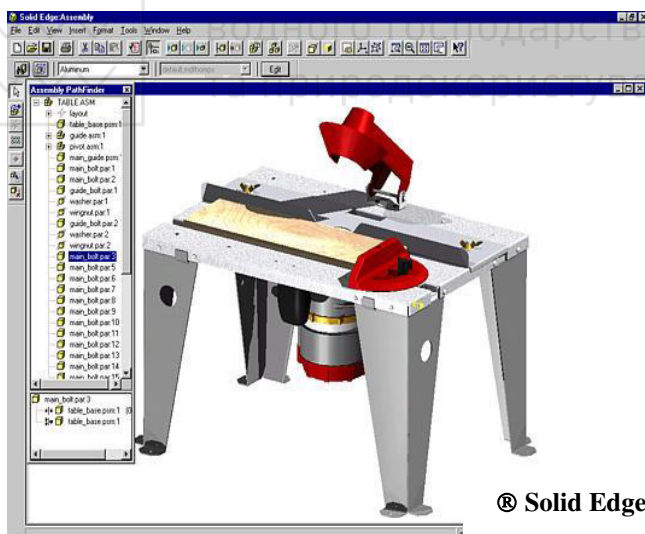 Solid Edge:Assembly
File Edit View Insert Format Tools Window Help
Aluminum
Edit
Assembly PathFinder
TABLE.ASM
layout
table_base.psm:1
guide.asm:1
pivot.asm:1
main_guide.psm:
main_bolt.par:1
main_bolt.par:2
guide_bolt.par:1
washer.par:1
wingnut.par:1
guide_bolt.par:2
washer.par:2
wingnut.par:2
main_bolt.par:3
main_bolt.par:5
main_bolt.par:6
main_bolt.par:7
main_bolt.par:8
main_bolt.par:9
main_bolt.par:10
main_bolt.par:11
main_bolt.par:12
main_bolt.par:13
main_bolt.par:14
main_bolt.par:15
main_bolt.par:3
table_base.psm:1 (0
table_base.psm:1
® Solid Edge